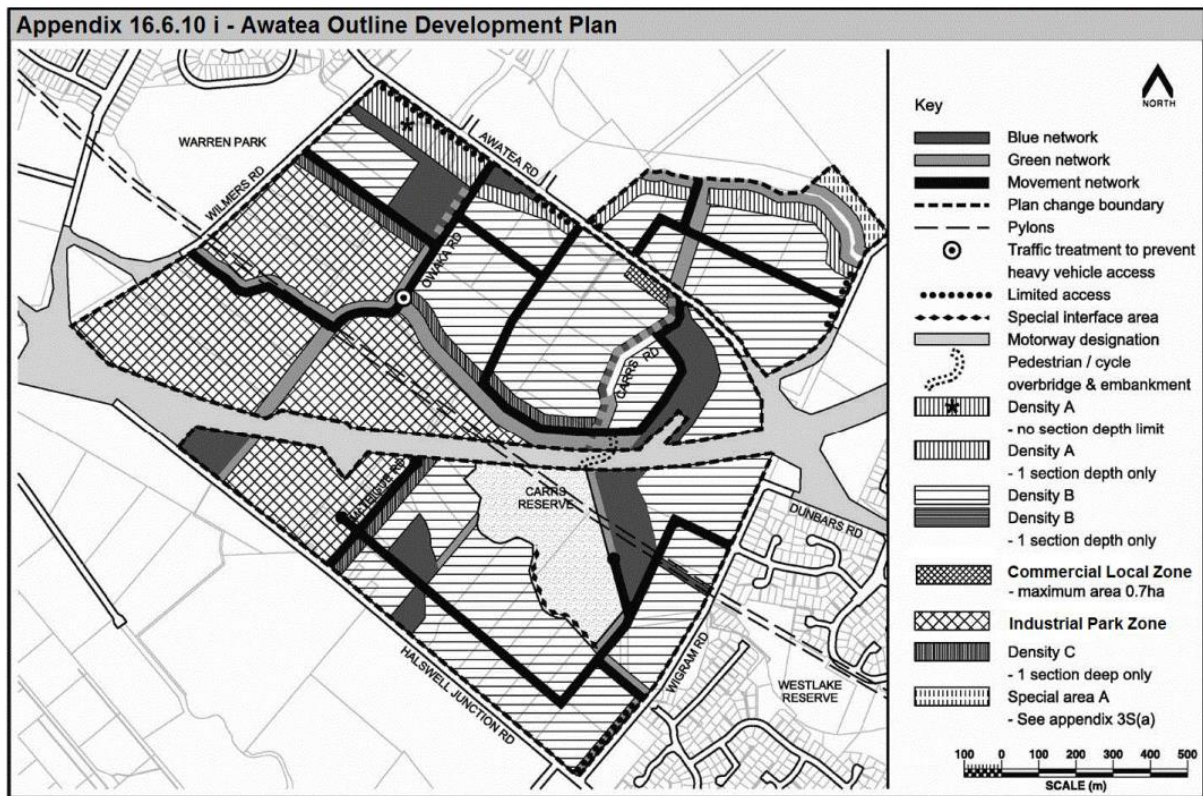 Appendix 16.6.10 i - Awatea Outline Development Plan
WARREN PARK
WILMERS RD
AWATEA RD
OWAKA RD
CARRS RD
CARRS
RESERVE
DUNBARS RD
HALSWELL JUNCTION RD
WIGRAM RD
WESTLAKE
RESERVE
NORTH
Key
Blue network
Green network
Movement network
Plan change boundary
Pylons
Traffic treatment to prevent
heavy vehicle access
Limited access
Special interface area
Motorway designation
Pedestrian / cycle
overbridge & embankment
Density A
- no section depth limit
Density A
- 1 section depth only
Density B
Density B
- 1 section depth only
Commercial Local Zone
- maximum area 0.7ha
Industrial Park Zone
Density C
- 1 section deep only
Special area A
- See appendix 3S(a)
100 0 100 200 300 400 500
SCALE (m)